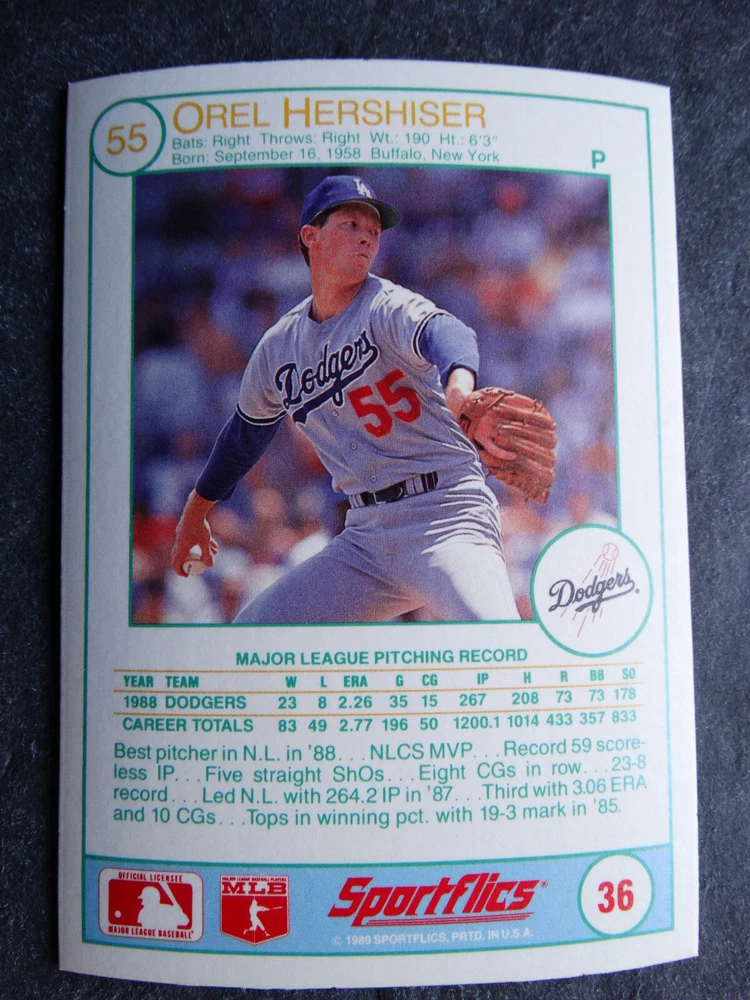 55
OREL HERSHISER
Bats: Right Throws: Right Wt.: 190 Ht.: 6'3"
Born: September 16, 1958 Buffalo, New York
P
LA
Dodgers
55
Dodgers
MAJOR LEAGUE PITCHING RECORD
YEAR TEAM W L ERA G CG IP H R BB SO
1988 DODGERS 23 8 2.26 35 15 267 208 73 73 178
CAREER TOTALS 83 49 2.77 196 50 1200.1 1014 433 357 833
Best pitcher in N.L. in '88...NLCS MVP...Record 59 score-
less IP...Five straight ShOs...Eight CGs in row...23-8
record...Led N.L. with 264.2 IP in '87...Third with 3.06 ERA
and 10 CGs...Tops in winning pct. with 19-3 mark in '85.
OFFICIAL LICENSEE
MAJOR LEAGUE BASEBALL
MAJOR LEAGUE BASEBALL PLAYERS
MLB
Sportflics®
© 1989 SPORTFLICS, PRTD. IN U.S.A.
36